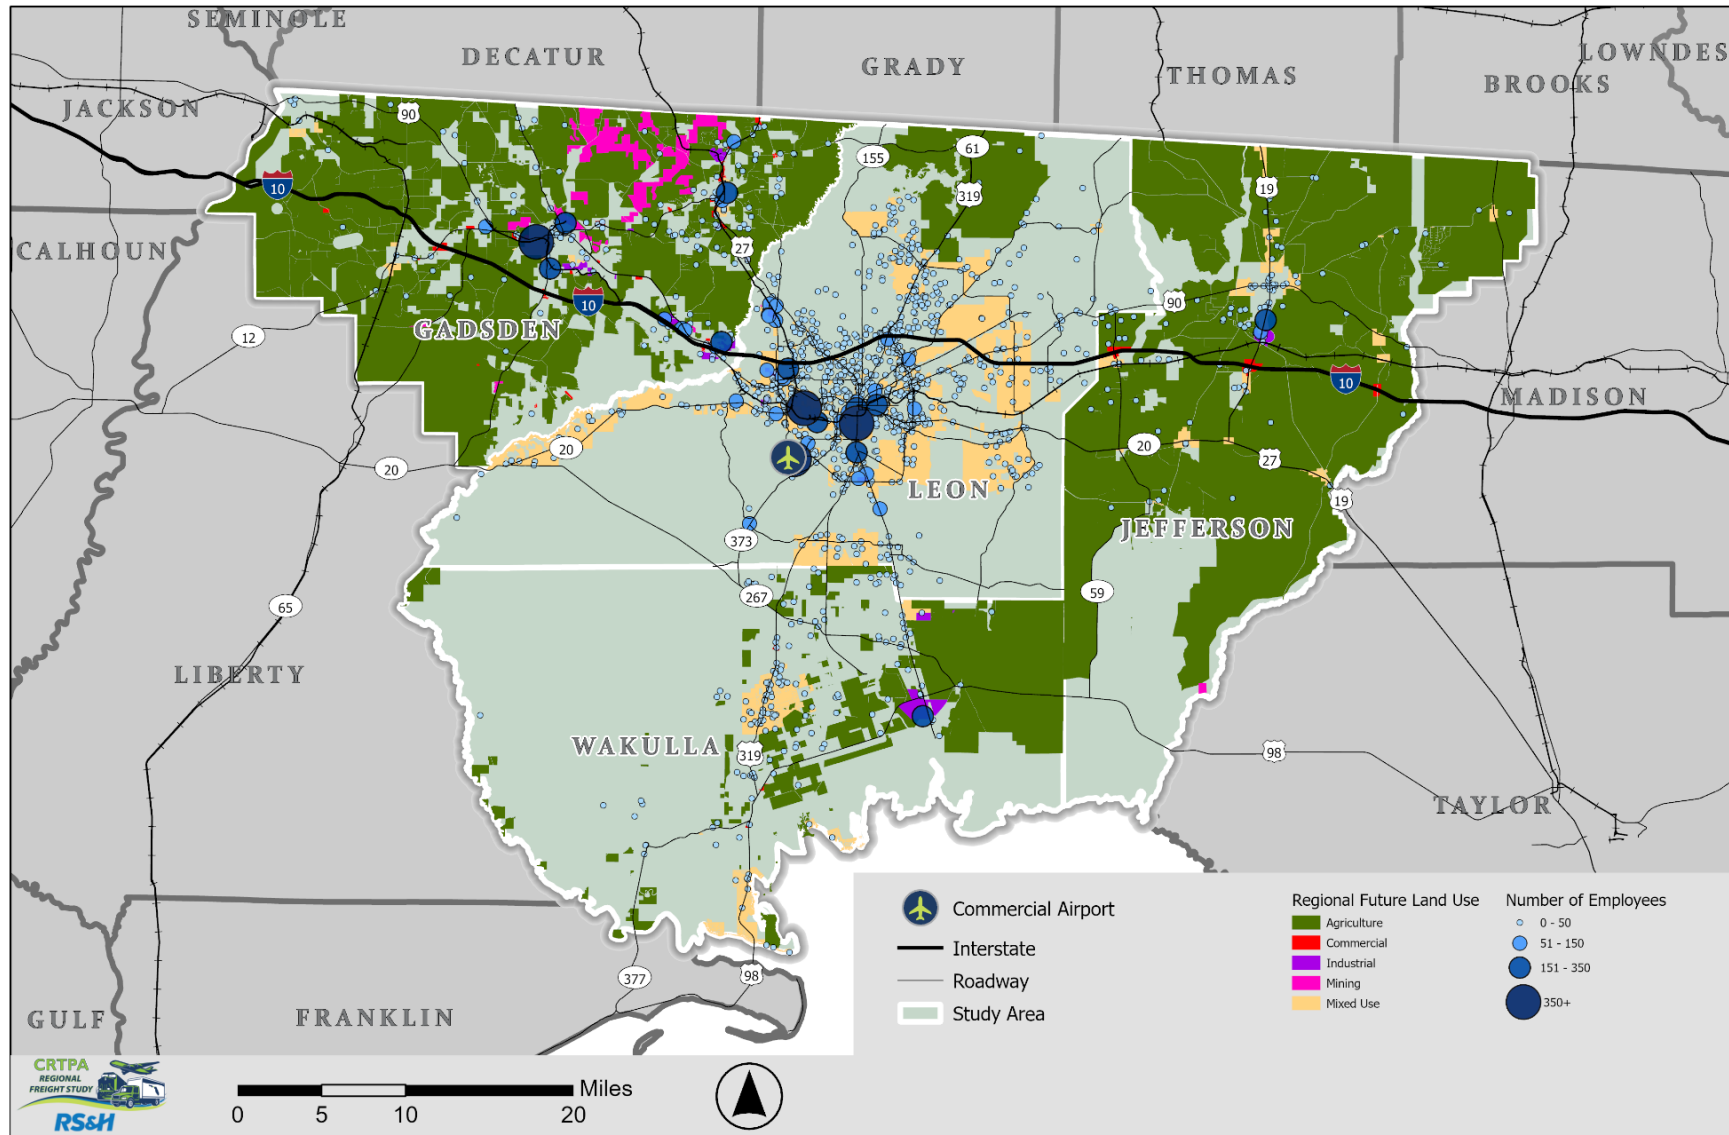 SEMINOLE
DECATUR
GRADY
THOMAS
LOWNDES
BROOKS
JACKSON
90
155
61
10
319
19
CALHOUN
27
10
90
GADSDEN
12
10
MADISON
20
20
20
27
LEON
19
JEFFERSON
373
267
59
65
LIBERTY
WAKULLA
319
98
TAYLOR
377
98
GULF
FRANKLIN
Commercial Airport
Interstate
Roadway
Study Area
Regional Future Land Use
Agriculture
Commercial
Industrial
Mining
Mixed Use
Number of Employees
0 - 50
51 - 150
151 - 350
350+
CRTPA
REGIONAL
FREIGHT STUDY
RS&H
Miles
0 5 10 20